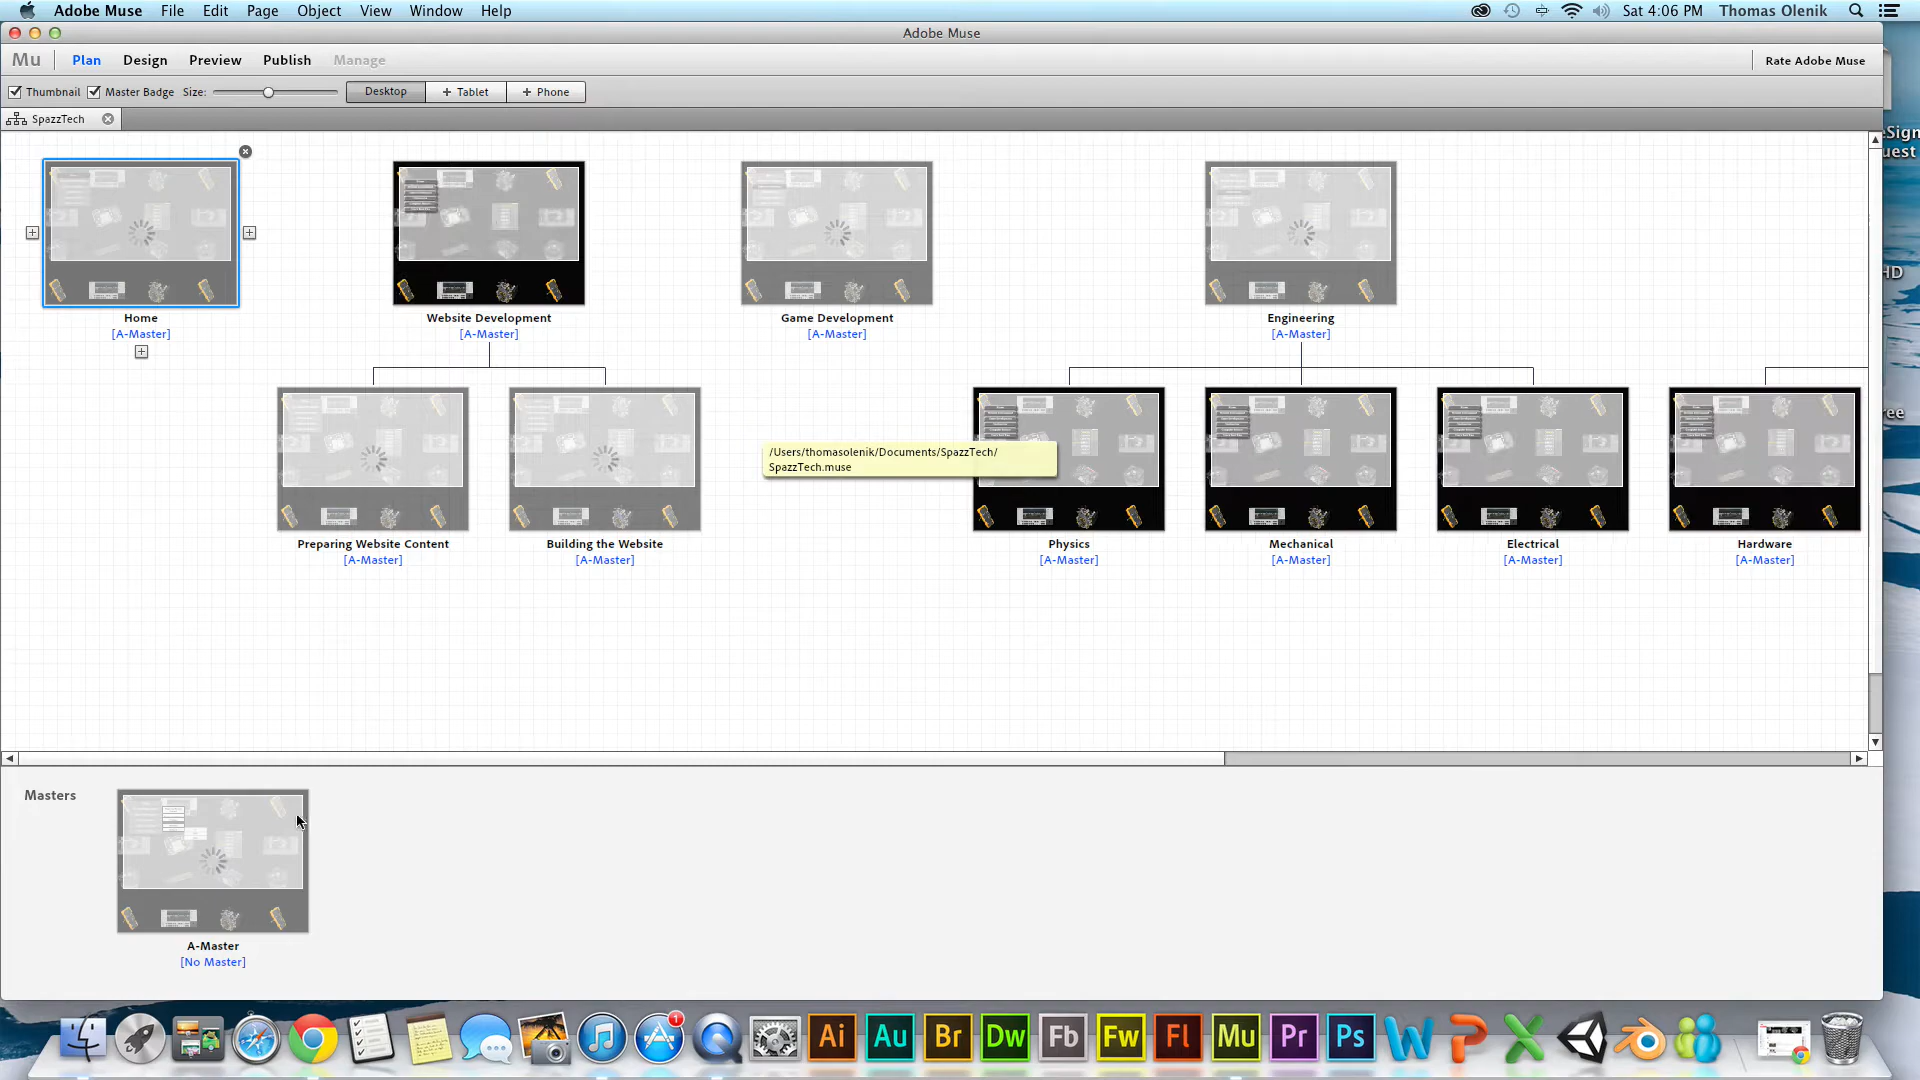 Adobe Muse File Edit Page Object View Window Help Sat 4:06 PM Thomas Olenik
Adobe Muse
Mu Plan Design Preview Publish Manage Rate Adobe Muse
Thumbnail Master Badge Size: Desktop + Tablet + Phone
SpazzTech
Home
[A-Master]
Website Development
[A-Master]
Game Development
[A-Master]
Engineering
[A-Master]
/Users/thomasolenik/Documents/SpazzTech/
SpazzTech.muse
Preparing Website Content
[A-Master]
Building the Website
[A-Master]
Physics
[A-Master]
Mechanical
[A-Master]
Electrical
[A-Master]
Hardware
[A-Master]
Masters
A-Master
[No Master]
1
Ai Au Br Dw Fb Fw Fl Mu Pr Ps